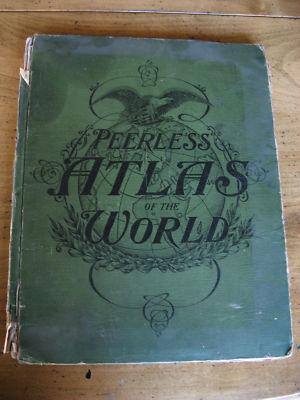 PEERLESS
ATLAS
OF THE
WORLD